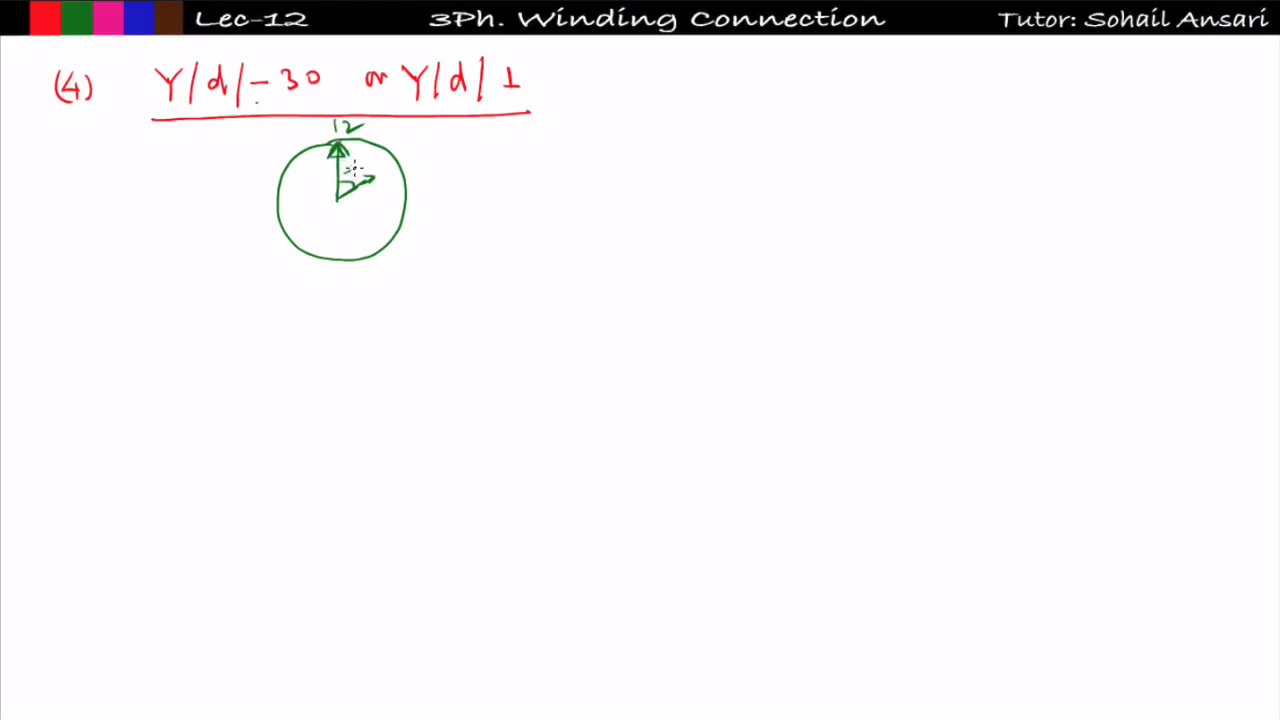 Lec-12 3Ph. Winding Connection Tutor: Sohail Ansari
(4) Y/d/-30 or Y/d/1
12